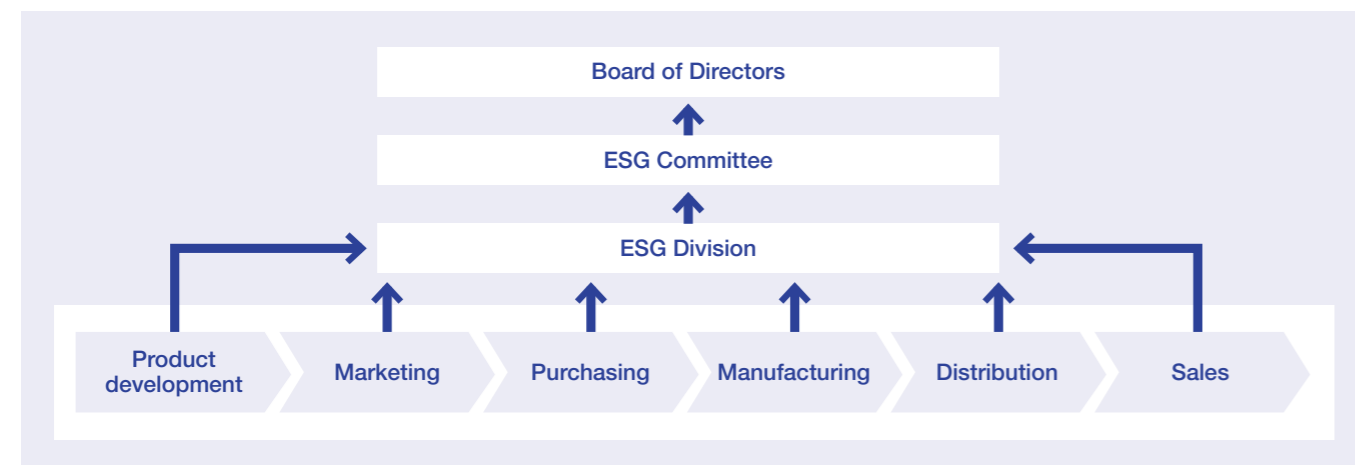 Board of Directors
ESG Committee
ESG Division
Product
development
Marketing
Purchasing
Manufacturing
Distribution
Sales